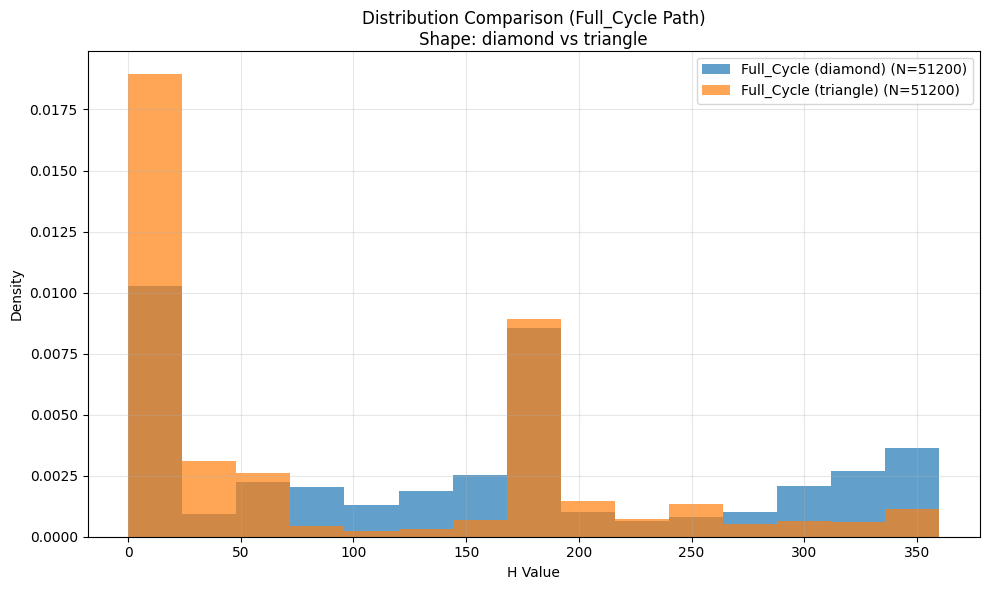 Distribution Comparison (Full_Cycle Path)
Shape: diamond vs triangle
Full_Cycle (diamond) (N=51200)
Full_Cycle (triangle) (N=51200)
Density
0.0175
0.0150
0.0125
0.0100
0.0075
0.0050
0.0025
0.0000
0 50 100 150 200 250 300 350
H Value